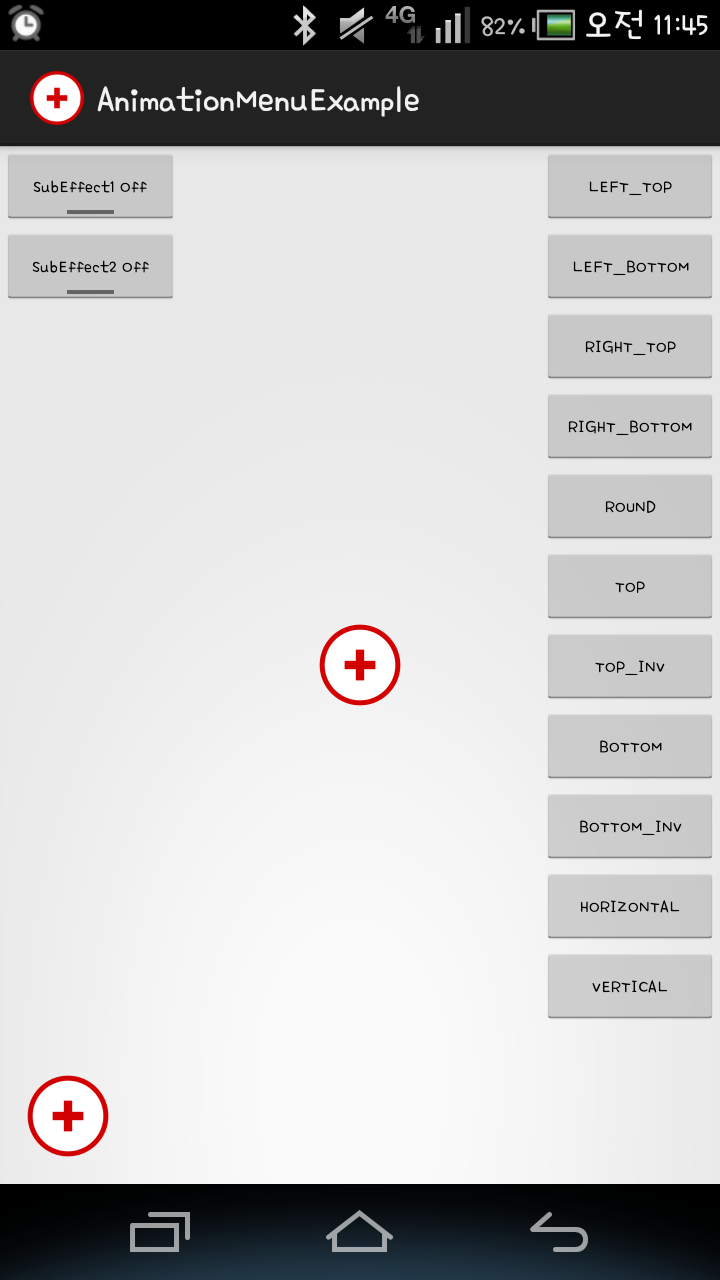 4G 82% 오전 11:45
AnimationMenuExample
SubEffect1 Off
LEFT_TOP
SubEffect2 Off
LEFT_BOTTOM
RIGHT_TOP
RIGHT_BOTTOM
ROUND
TOP
TOP_INV
BOTTOM
BOTTOM_INV
HORIZONTAL
VERTICAL